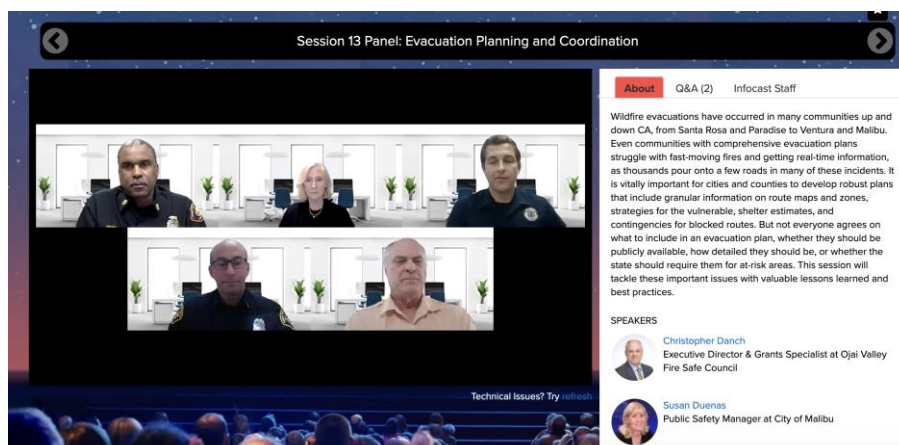 Session 13 Panel: Evacuation Planning and Coordination
About Q&A (2) Infocast Staff
Wildfire evacuations have occurred in many communities up and
down CA, from Santa Rosa and Paradise to Ventura and Malibu.
Even communities with comprehensive evacuation plans
struggle with fast-moving fires and getting real-time information,
as thousands pour onto a few roads in many of these incidents. It
is vitally important for cities and counties to develop robust plans
that include granular information on route maps and zones,
strategies for the vulnerable, shelter estimates, and
contingencies for blocked routes. But not everyone agrees on
what to include in an evacuation plan, whether they should be
publicly available, how detailed they should be, or whether the
state should require them for at-risk areas. This session will
tackle these important issues with valuable lessons learned and
best practices.
SPEAKERS
Christopher Danch
Executive Director & Grants Specialist at Ojai Valley
Fire Safe Council
Susan Duenas
Public Safety Manager at City of Malibu
Technical Issues? Try refresh